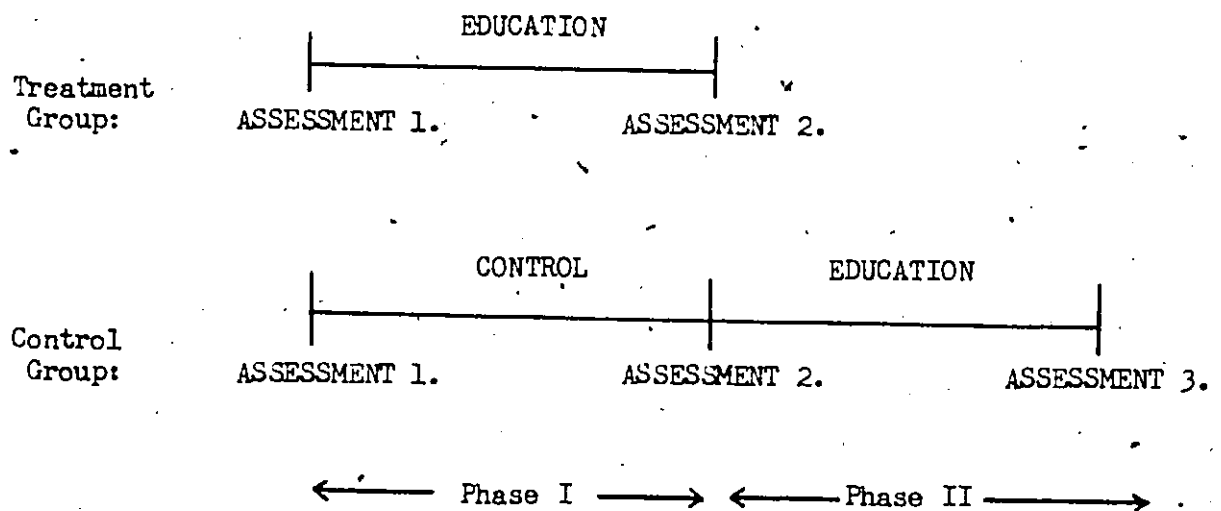 EDUCATION
Treatment
Group:
ASSESSMENT 1. ASSESSMENT 2.
CONTROL EDUCATION
Control
Group:
ASSESSMENT 1. ASSESSMENT 2. ASSESSMENT 3.
Phase I Phase II